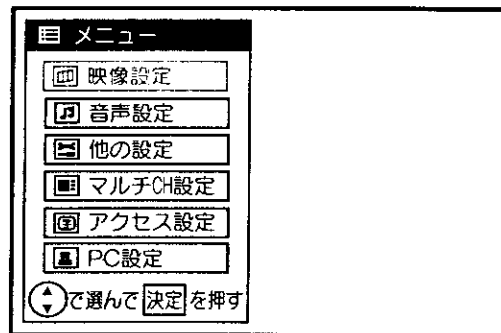 メニュー
映像設定
音声設定
他の設定
マルチCH設定
アクセス設定
PC設定
で選んで決定を押す